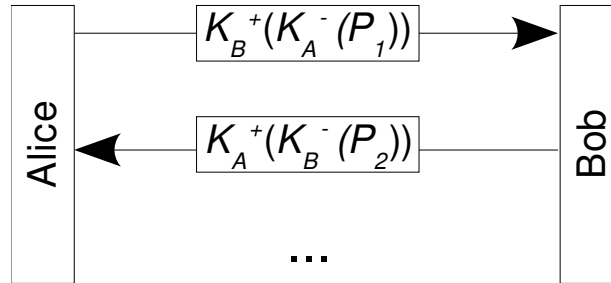 K_B^+(K_A^-(P_1))
Alice
Bob
K_A^+(K_B^-(P_2))
...